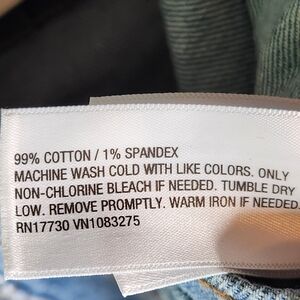 99% COTTON / 1% SPANDEX
MACHINE WASH COLD WITH LIKE COLORS. ONLY
NON-CHLORINE BLEACH IF NEEDED. TUMBLE DRY
LOW. REMOVE PROMPTLY. WARM IRON IF NEEDED.
RN17730 VN1083275